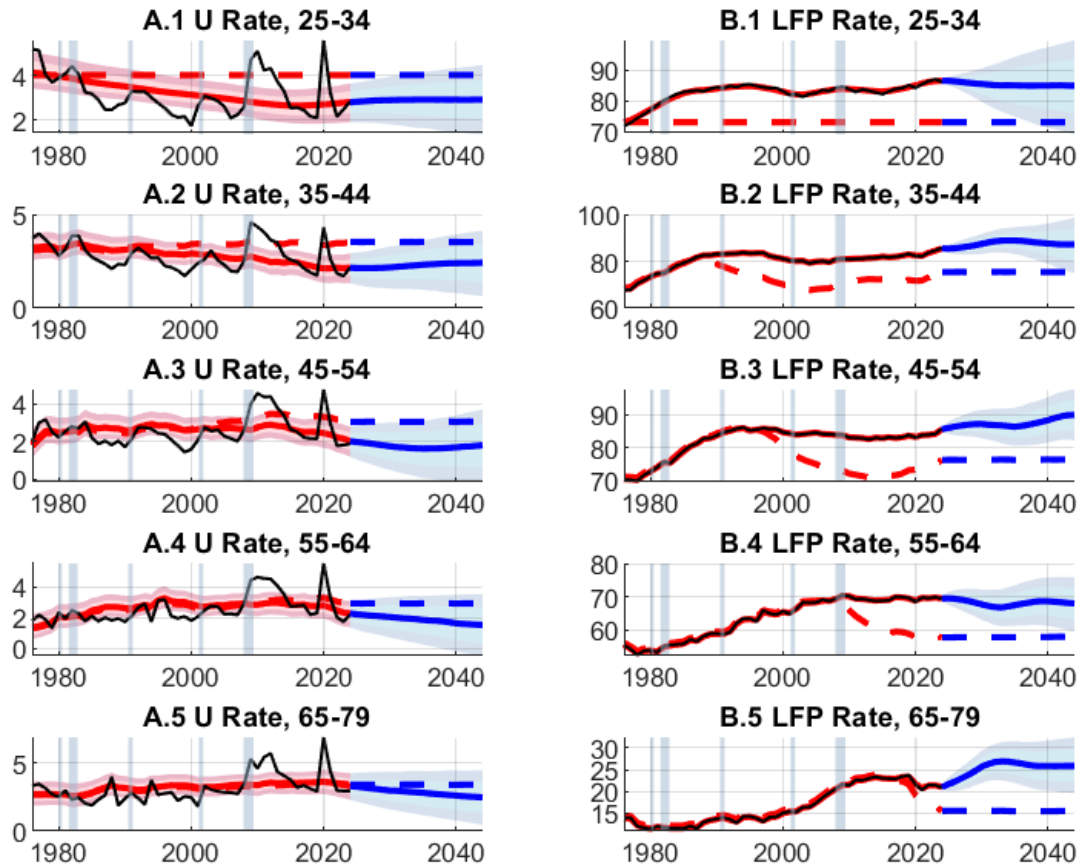 A.1 U Rate, 25-34
4
2
1980 2000 2020 2040
B.1 LFP Rate, 25-34
90
80
70
1980 2000 2020 2040
A.2 U Rate, 35-44
5
0
1980 2000 2020 2040
B.2 LFP Rate, 35-44
100
80
60
1980 2000 2020 2040
A.3 U Rate, 45-54
4
2
0
1980 2000 2020 2040
B.3 LFP Rate, 45-54
90
80
70
1980 2000 2020 2040
A.4 U Rate, 55-64
4
2
0
1980 2000 2020 2040
B.4 LFP Rate, 55-64
80
70
60
1980 2000 2020 2040
A.5 U Rate, 65-79
5
0
1980 2000 2020 2040
B.5 LFP Rate, 65-79
30
25
20
15
1980 2000 2020 2040